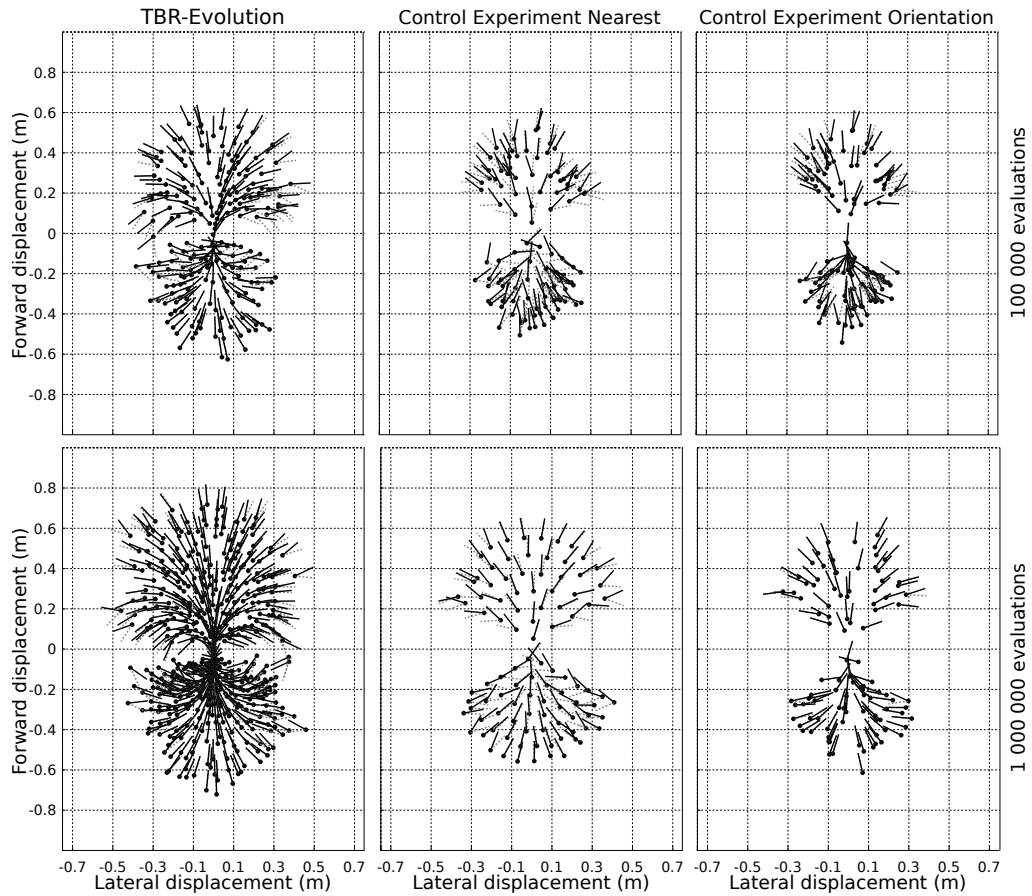 TBR-Evolution
Control Experiment Nearest
Control Experiment Orientation
Forward displacement (m)
0.8
0.6
0.4
0.2
0
-0.2
-0.4
-0.6
-0.8
100 000 evaluations
Forward displacement (m)
0.8
0.6
0.4
0.2
0
-0.2
-0.4
-0.6
-0.8
1 000 000 evaluations
-0.7 -0.5 -0.3 -0.1 0.1 0.3 0.5 0.7
-0.7 -0.5 -0.3 -0.1 0.1 0.3 0.5 0.7
-0.7 -0.5 -0.3 -0.1 0.1 0.3 0.5 0.7
Lateral displacement (m)
Lateral displacement (m)
Lateral displacement (m)